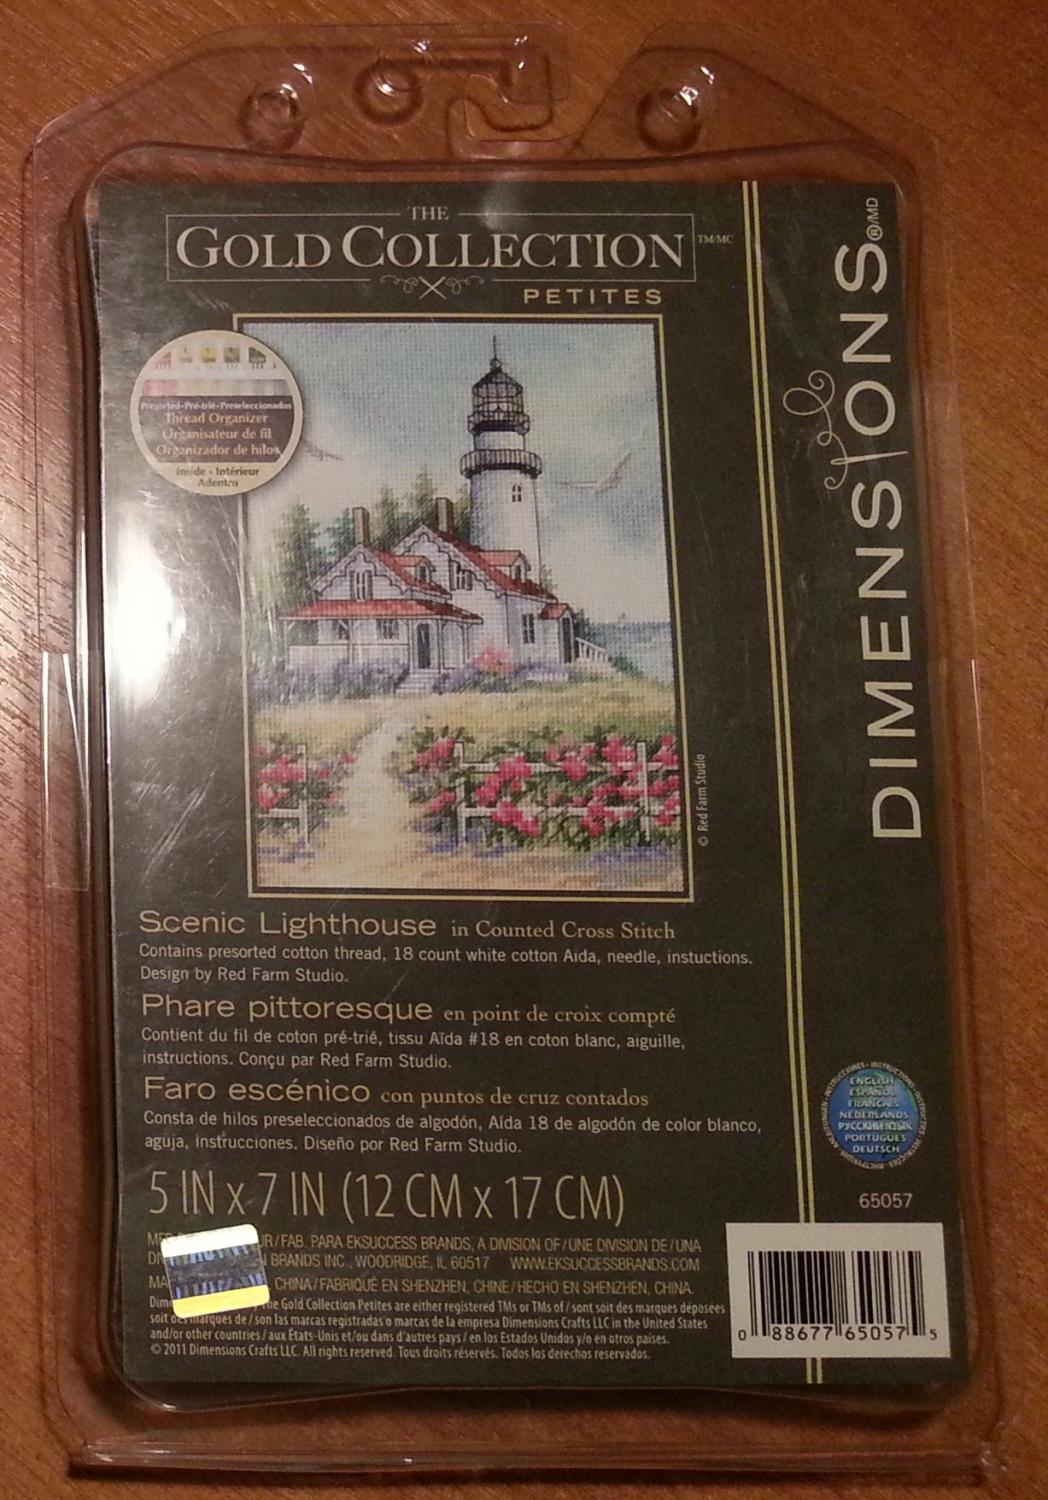 THE
GOLD COLLECTION TM/MC
PETITES
DIMENSIONS ®/MD
Presorted-Pré-trié-Preseleccionados
Thread Organizer
Organisateur de fil
Organizador de hilos
Inside - Intérieur
Adentro
© Red Farm Studio
Scenic Lighthouse in Counted Cross Stitch
Contains presorted cotton thread, 18 count white cotton Aida, needle, instuctions.
Design by Red Farm Studio.
Phare pittoresque en point de croix compté
Contient du fil de coton pré-trié, tissu Aïda #18 en coton blanc, aiguille,
instructions. Conçu par Red Farm Studio.
Faro escénico con puntos de cruz contados
Consta de hilos preseleccionados de algodón, Aída 18 de algodón de color blanco,
aguja, instrucciones. Diseño por Red Farm Studio.
5 IN x 7 IN (12 CM x 17 CM)
UR/FAB. PARA EKSUCCESS BRANDS, A DIVISION OF/UNE DIVISION DE/UNA
BRANDS INC., WOODRIDGE, IL 60517 WWW.EKSUCCESSBRANDS.COM
CHINA/FABRIQUÉ EN SHENZHEN, CHINE/HECHO EN SHENZHEN, CHINA.
Gold Collection Petites are either registered TMs or TMs of / sont soit des marques déposées
soit des marques de / son las marcas registradas o marcas de la empresa Dimensions Crafts LLC in the United States
and/or other countries / aux États-Unis et/ou dans d'autres pays / en los Estados Unidos y/o en otros paises.
© 2011 Dimensions Crafts LLC. All rights reserved. Tous droits réservés. Todos los derechos reservados.
ENGLISH
ESPAÑOL
FRANÇAIS
NEDERLANDS
РУССКИЙ ЯЗЫК
PORTUGUÊS
DEUTSCH
65057
0 88677 65057 5